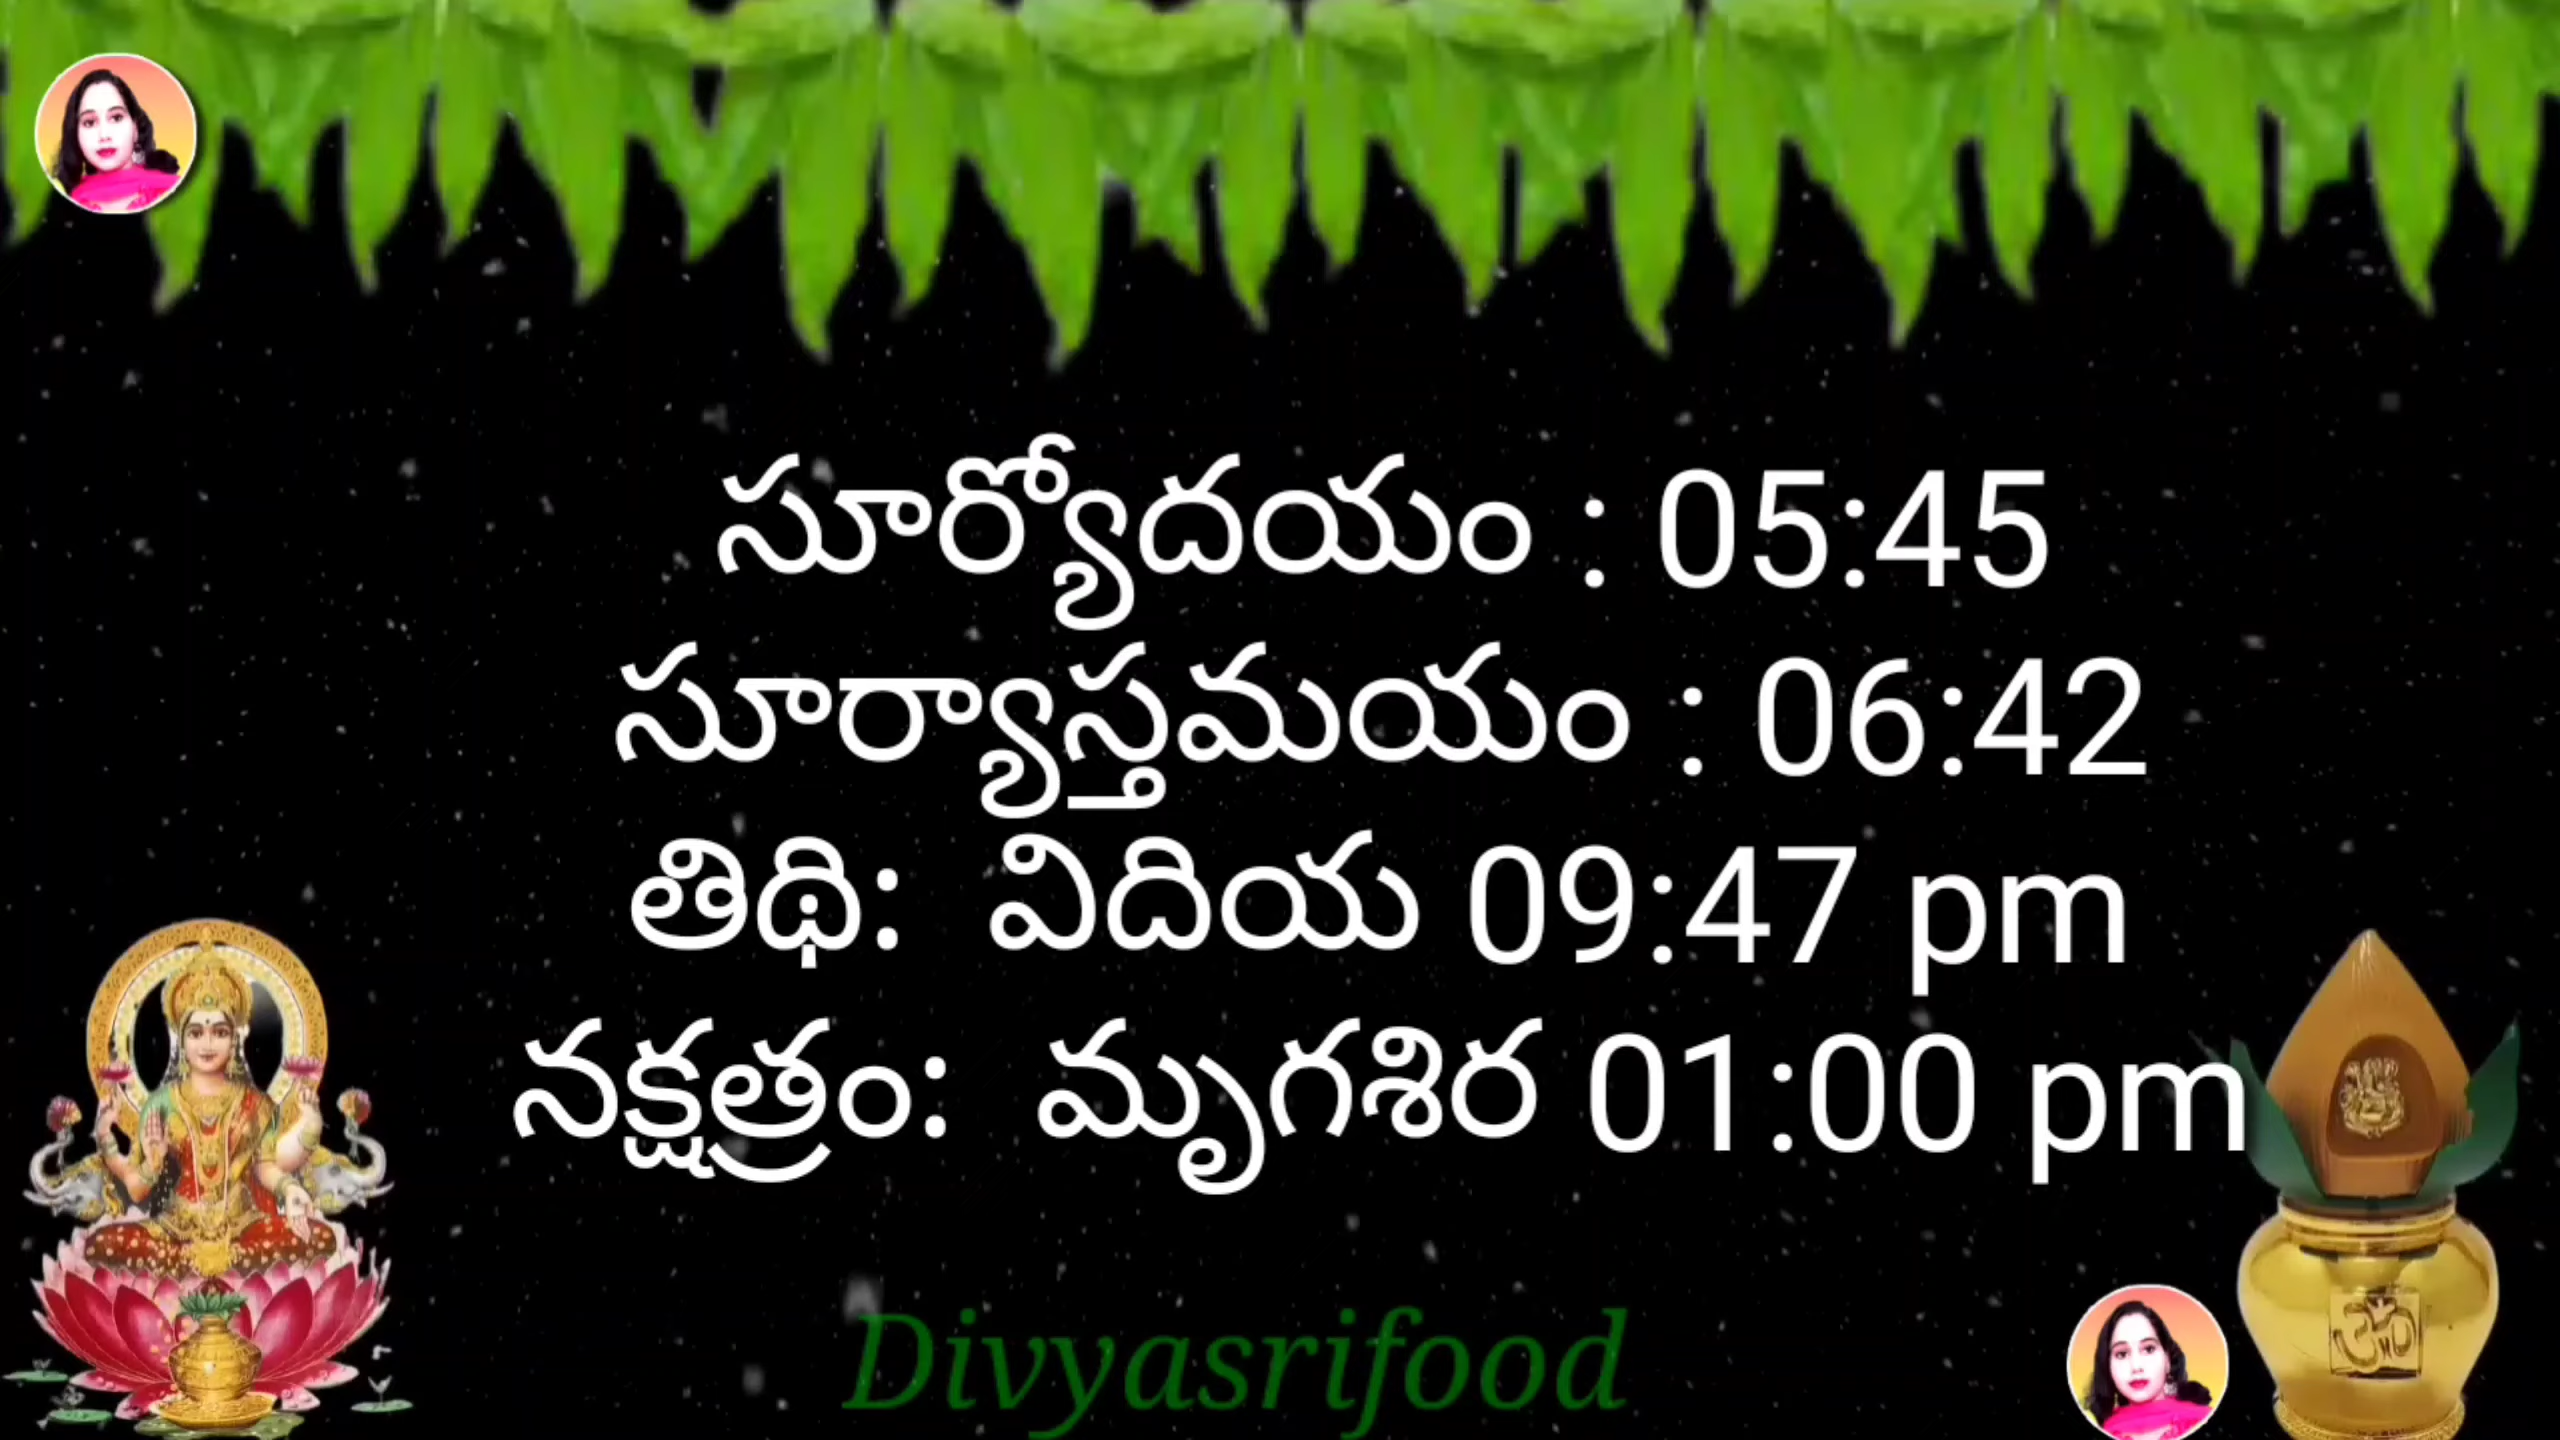 సూర్యోదయం : 05:45
సూర్యాస్తమయం : 06:42
తిథి: విదియ 09:47 pm
నక్షత్రం: మృగశిర 01:00 pm
ॐ
Divyasrifood